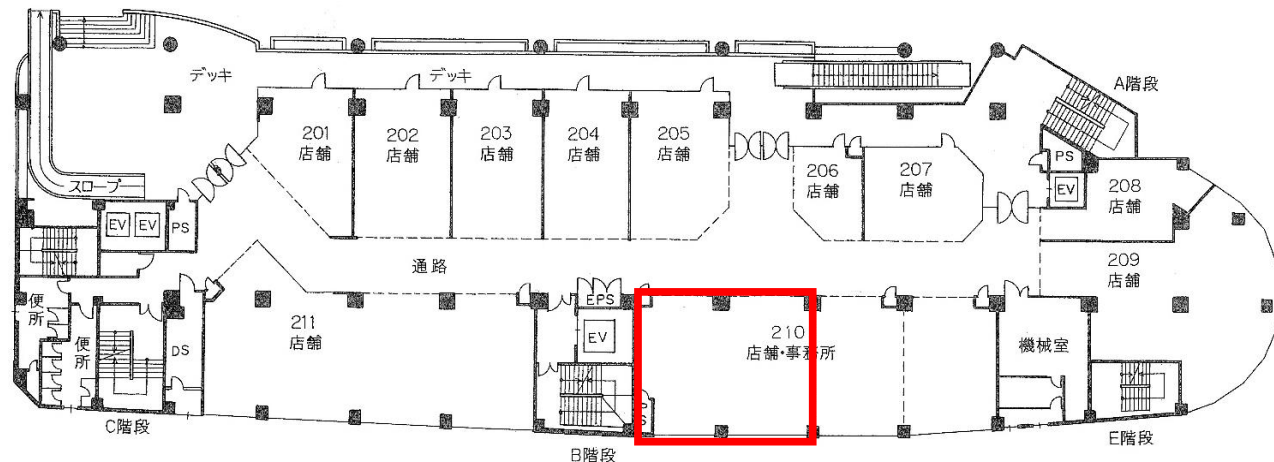 デッキ
デッキ
A階段
201
店舗
202
店舗
203
店舗
204
店舗
205
店舗
206
店舗
207
店舗
PS
EV
208
店舗
スロープ
EV
EV
PS
通路
209
店舗
便所
便所
DS
211
店舗
EPS
EV
PS
210
店舗・事務所
機械室
C階段
B階段
E階段